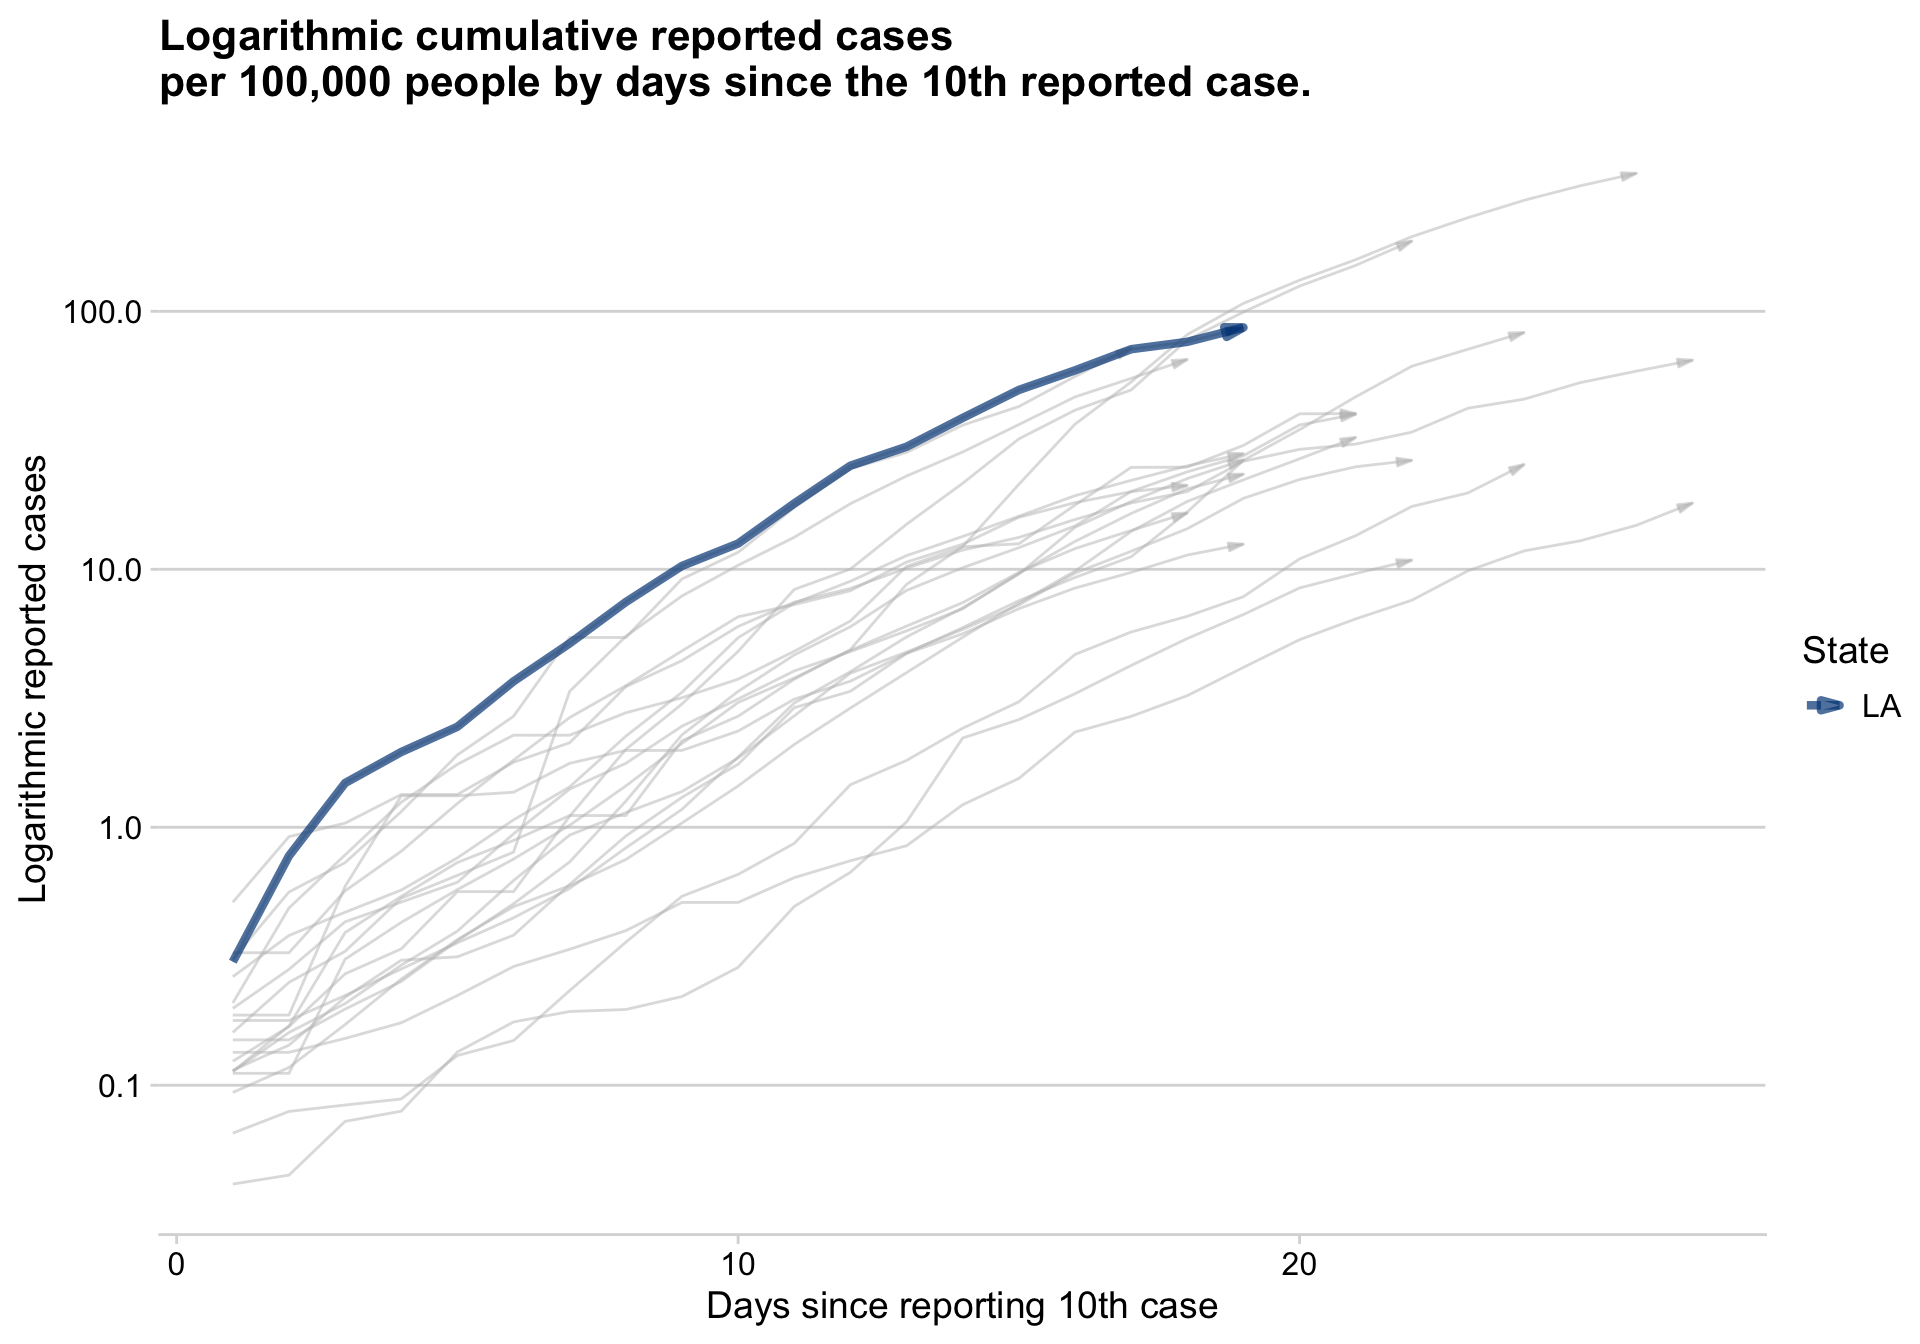 Logarithmic cumulative reported cases
per 100,000 people by days since the 10th reported case.
Logarithmic reported cases
100.0
10.0
1.0
0.1
0
10
20
Days since reporting 10th case
State
LA